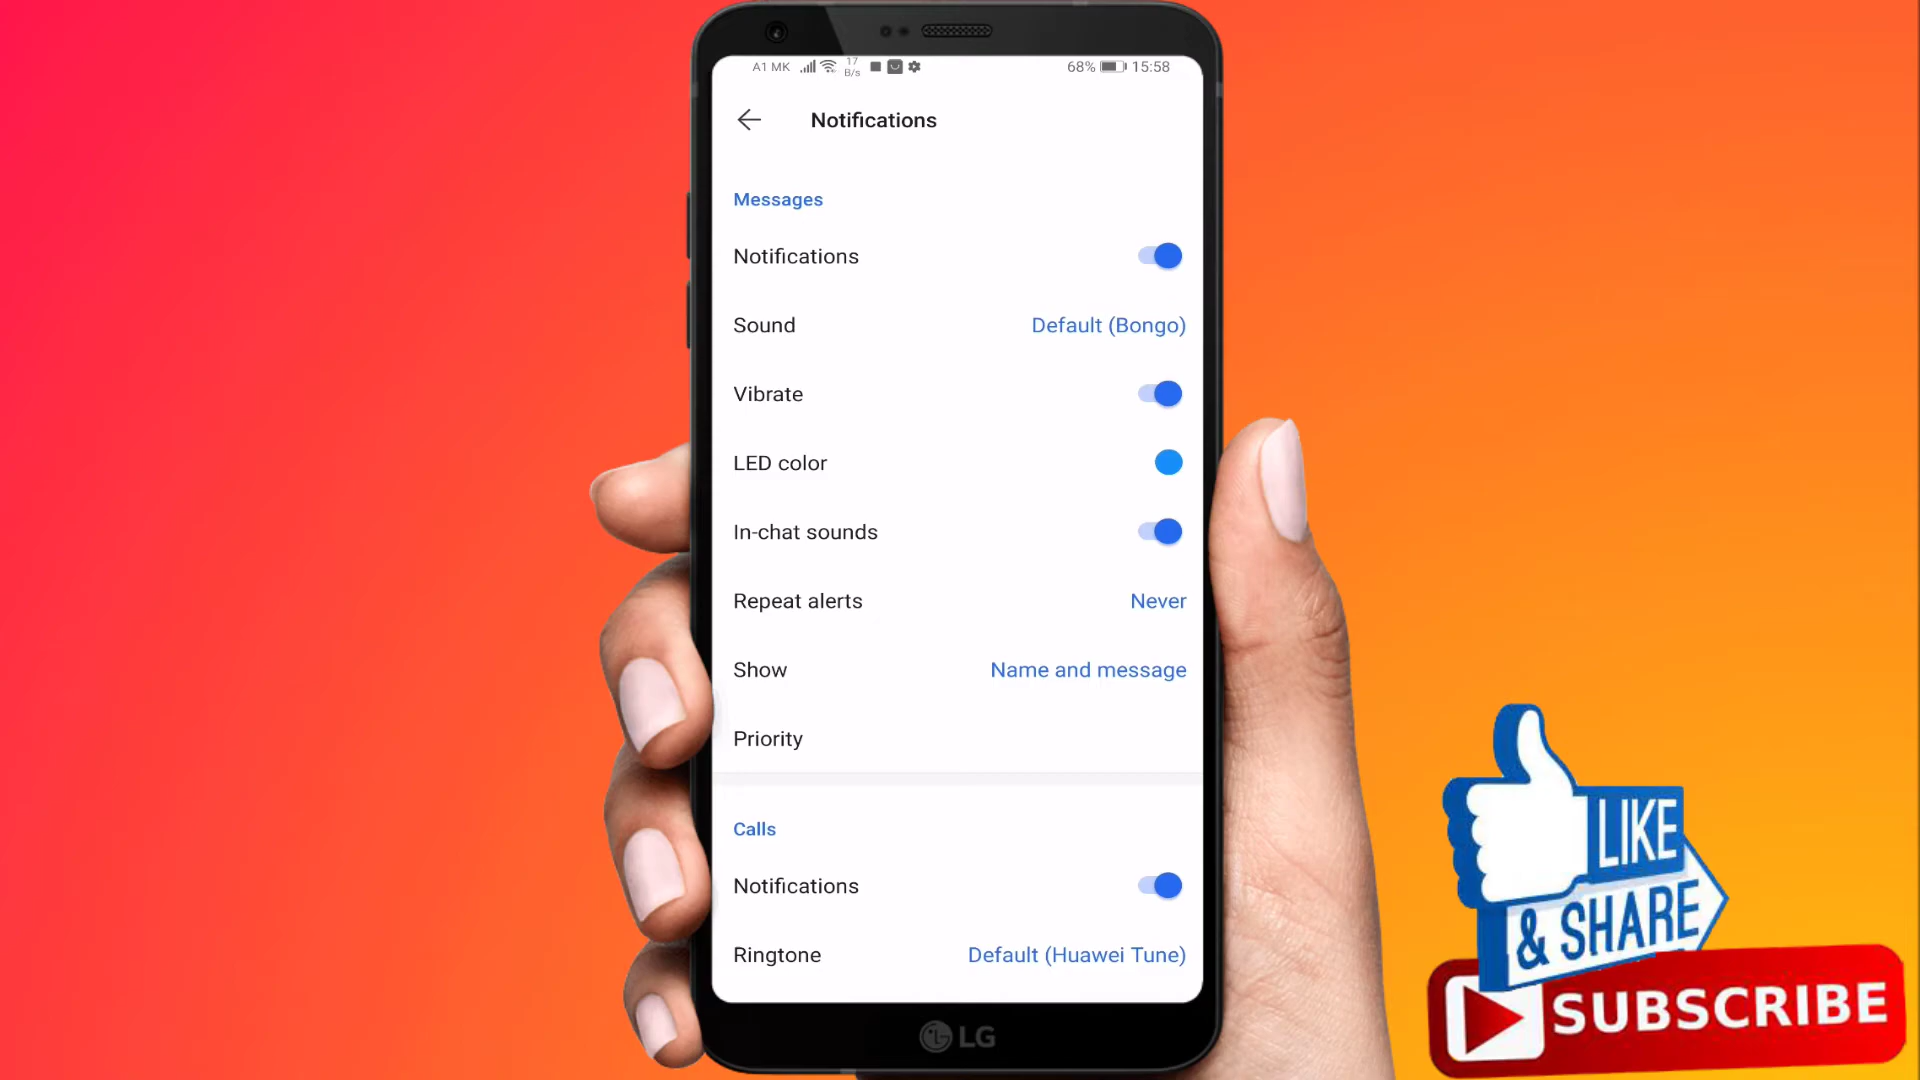 A1 MK 17 B/s 68% 15:58
Notifications
Messages
Notifications
Sound Default (Bongo)
Vibrate
LED color
In-chat sounds
Repeat alerts Never
Show Name and message
Priority
Calls
Notifications
Ringtone Default (Huawei Tune)
LG
LIKE
& SHARE
SUBSCRIBE